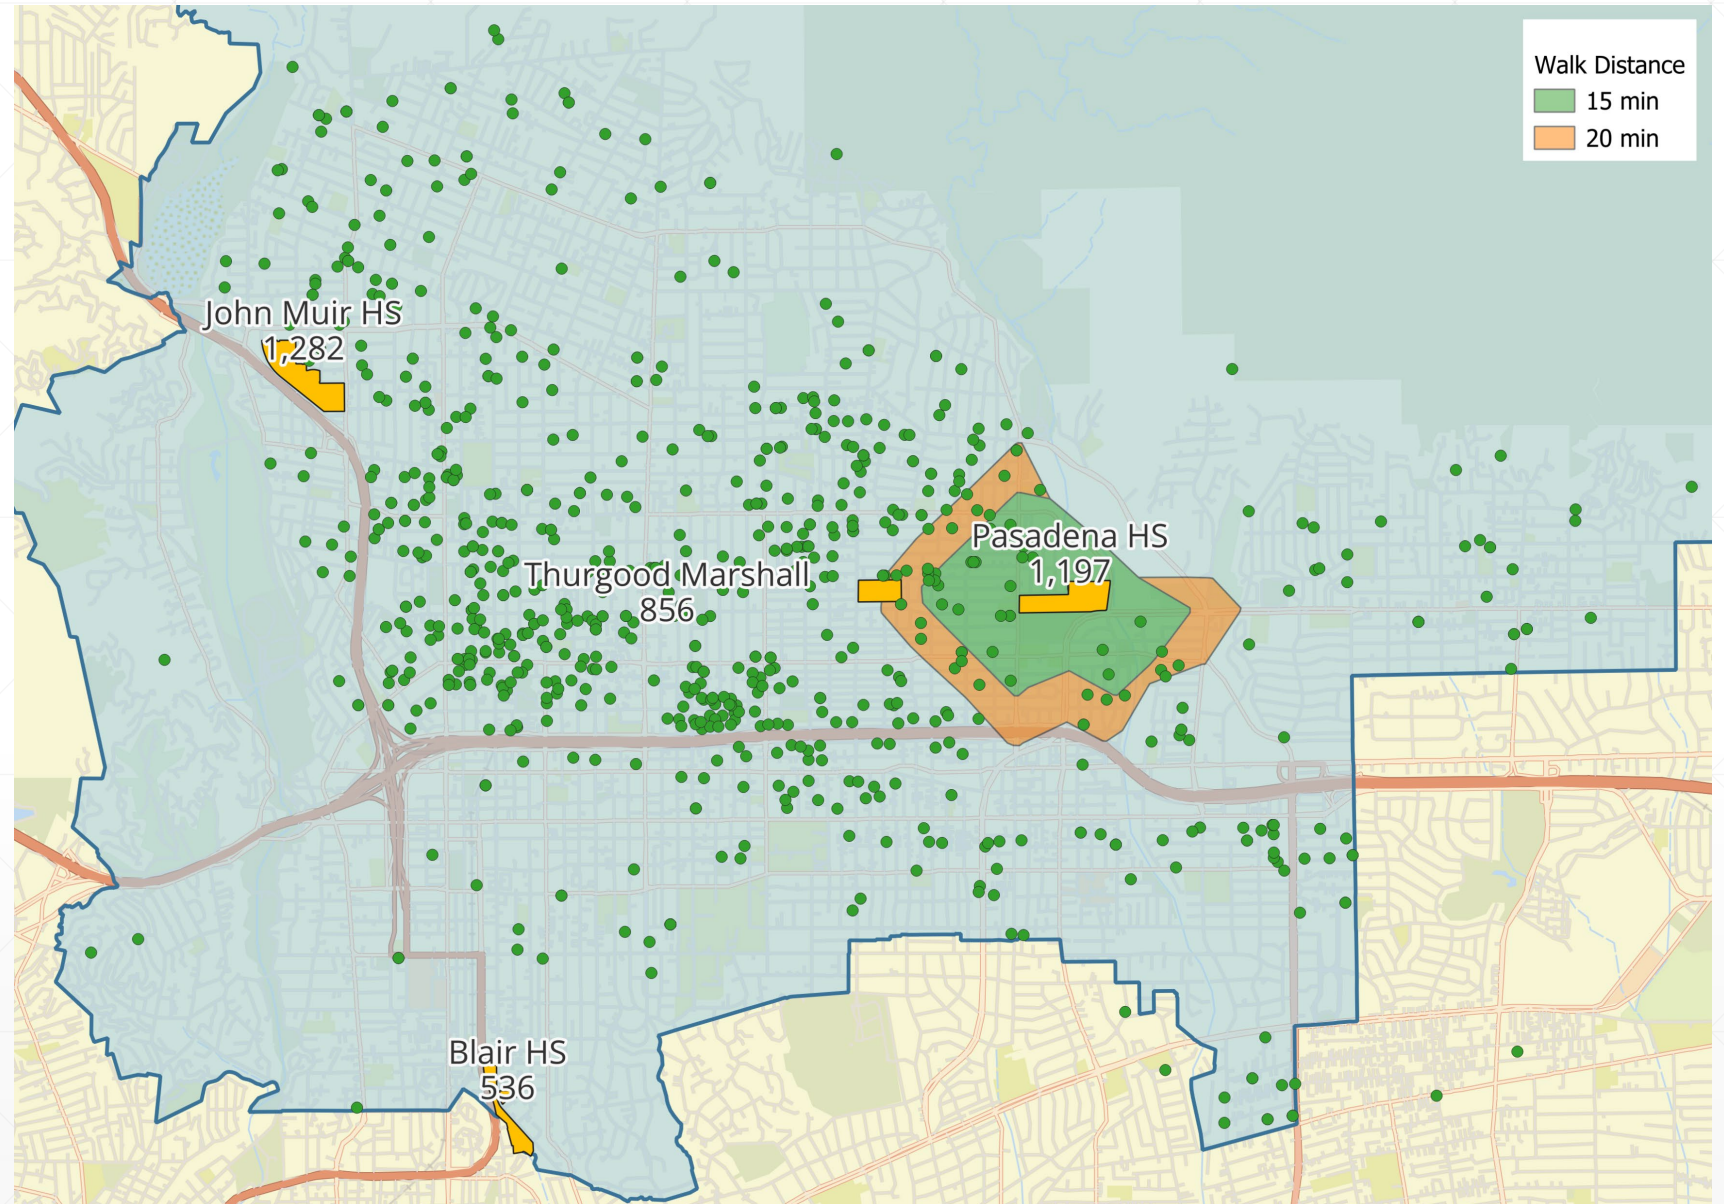 Walk Distance
15 min
20 min
John Muir HS
1,282
Pasadena HS
1,197
Thurgood Marshall
856
Blair HS
536